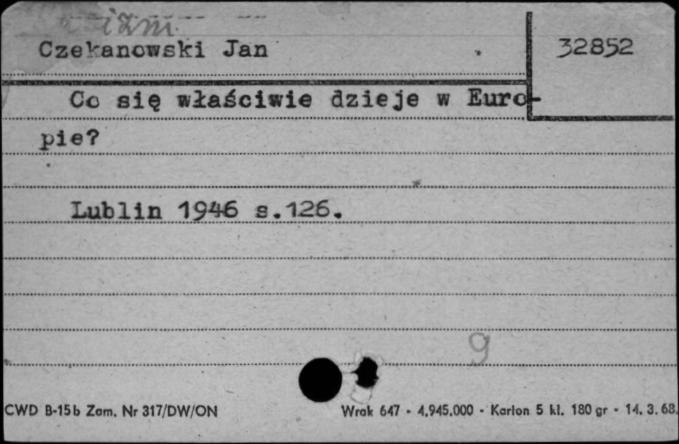 Czekanowski Jan
32852
Co się właściwie dzieje w Euro-
pie?
Lublin 1946 s.126.
9
CWD B-15b Zam. Nr 317/DW/ON
Wrak 647 - 4.945.000 - Karton 5 kl. 180 gr - 14. 3. 68.